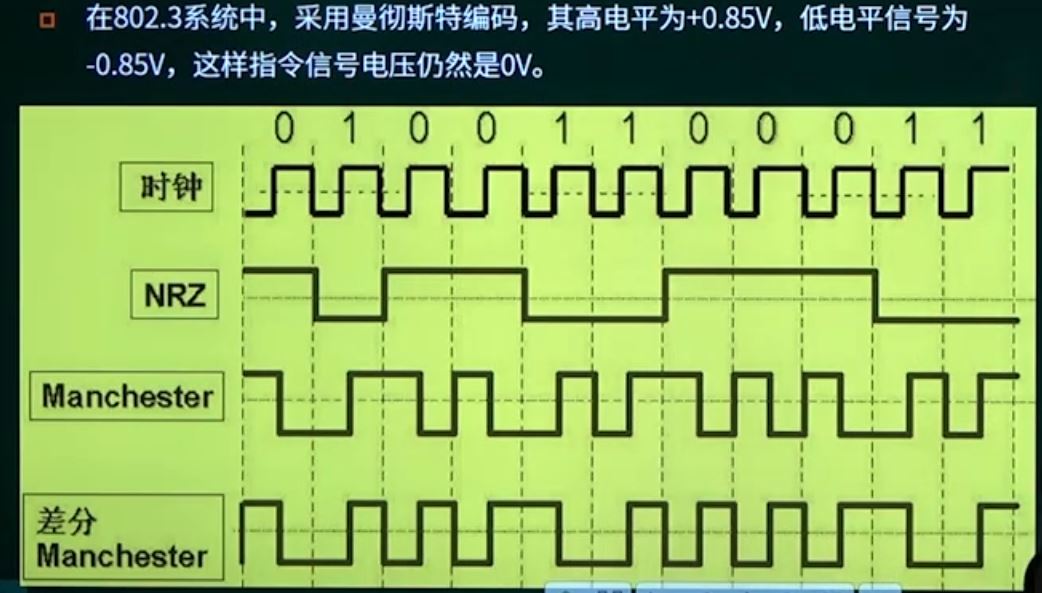 在802.3系统中，采用曼彻斯特编码，其高电平为+0.85V，低电平信号为
-0.85V，这样指令信号电压仍然是0V。
0 1 0 0 1 1 0 0 0 1 1
时钟
NRZ
Manchester
差分
Manchester